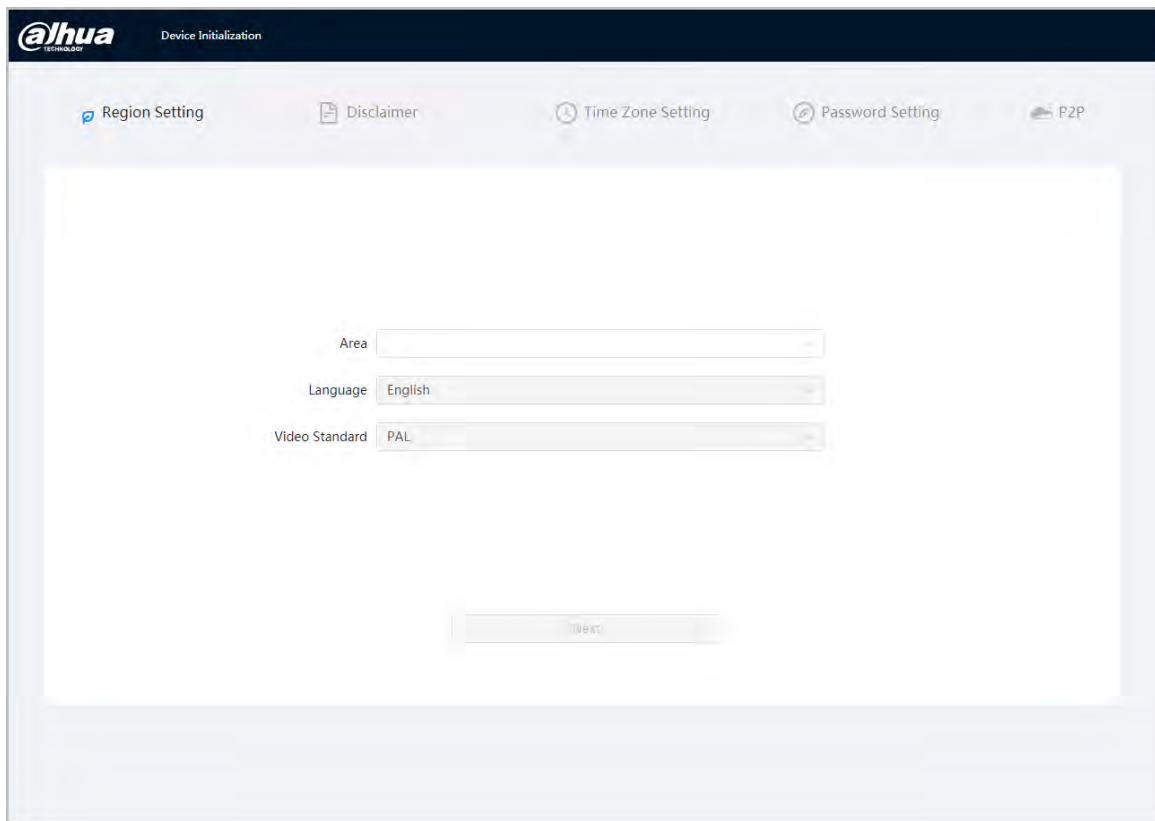 alhua
TECHNOLOGY
Device Initialization
Region Setting
Disclaimer
Time Zone Setting
Password Setting
P2P
Area
Language English
Video Standard PAL
Next